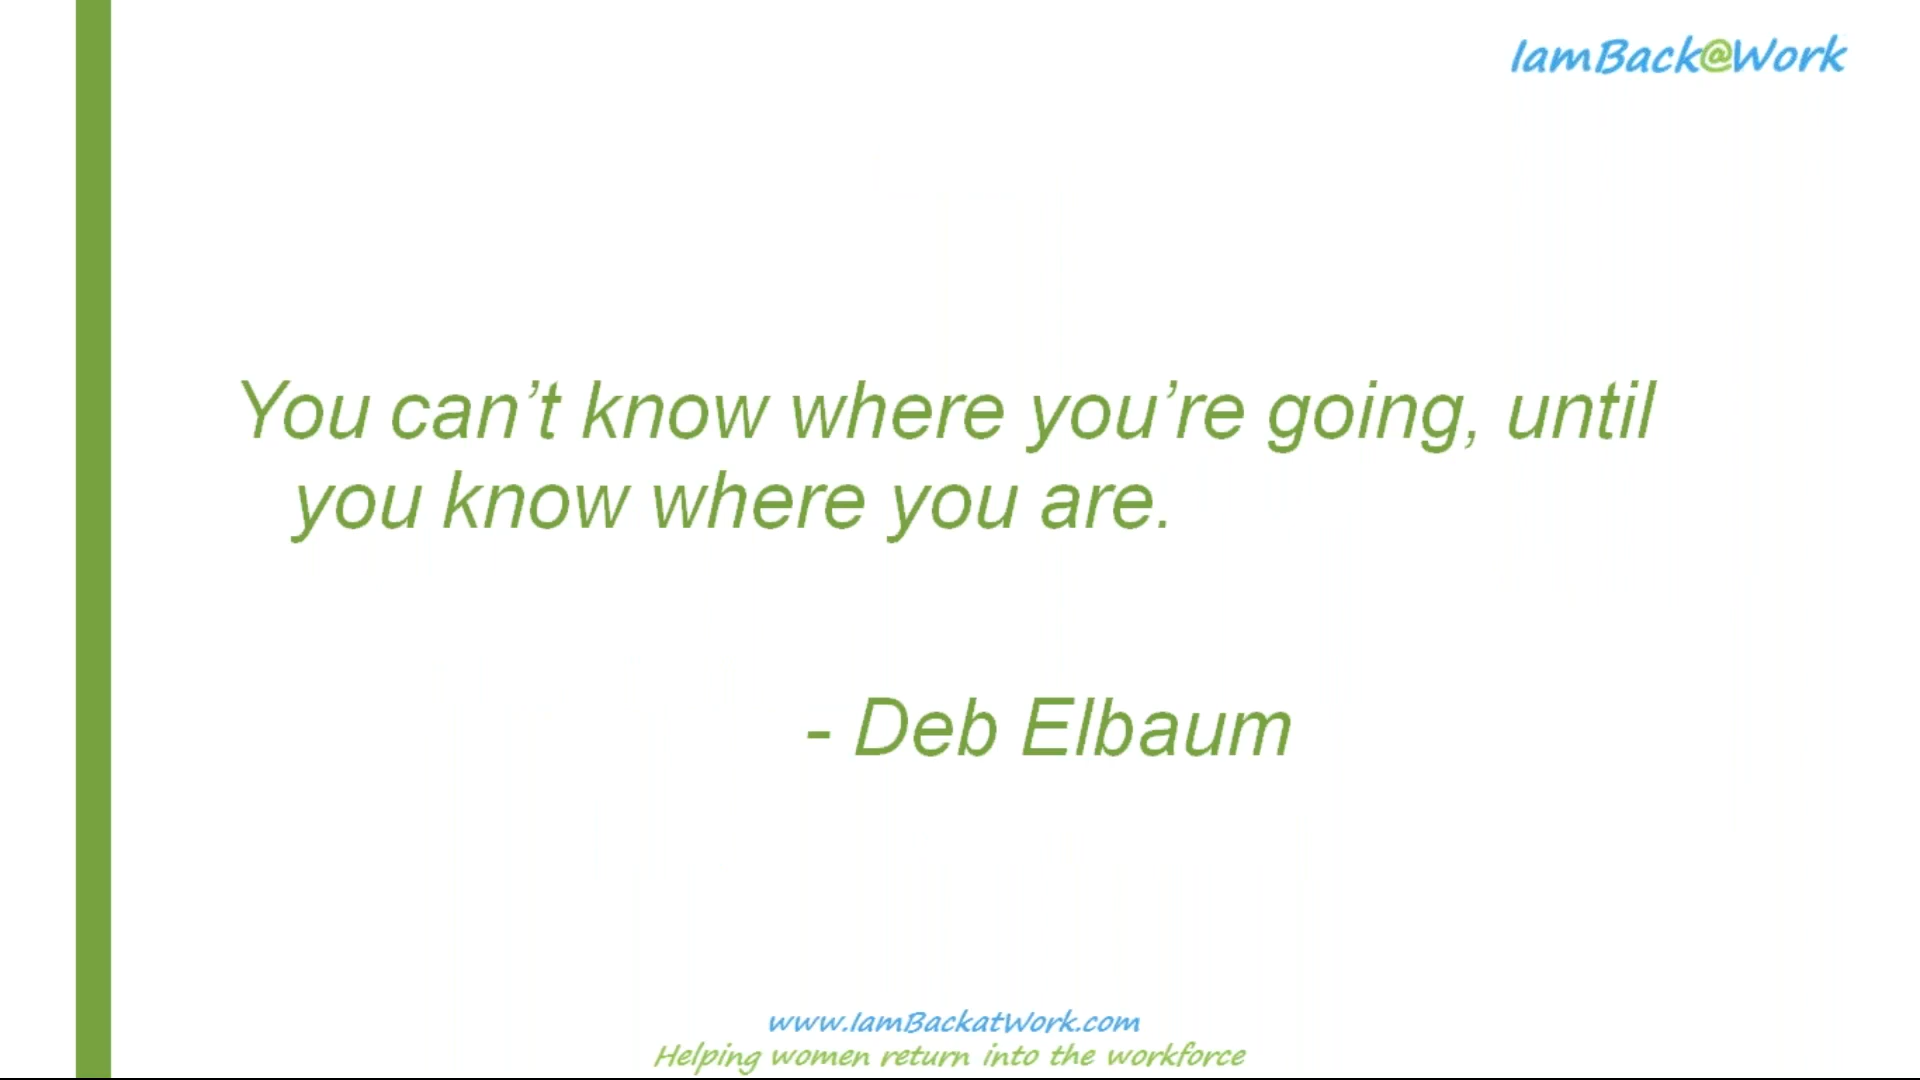 IamBack@Work
You can’t know where you’re going, until
you know where you are.
- Deb Elbaum
www.IamBackatWork.com
Helping women return into the workforce